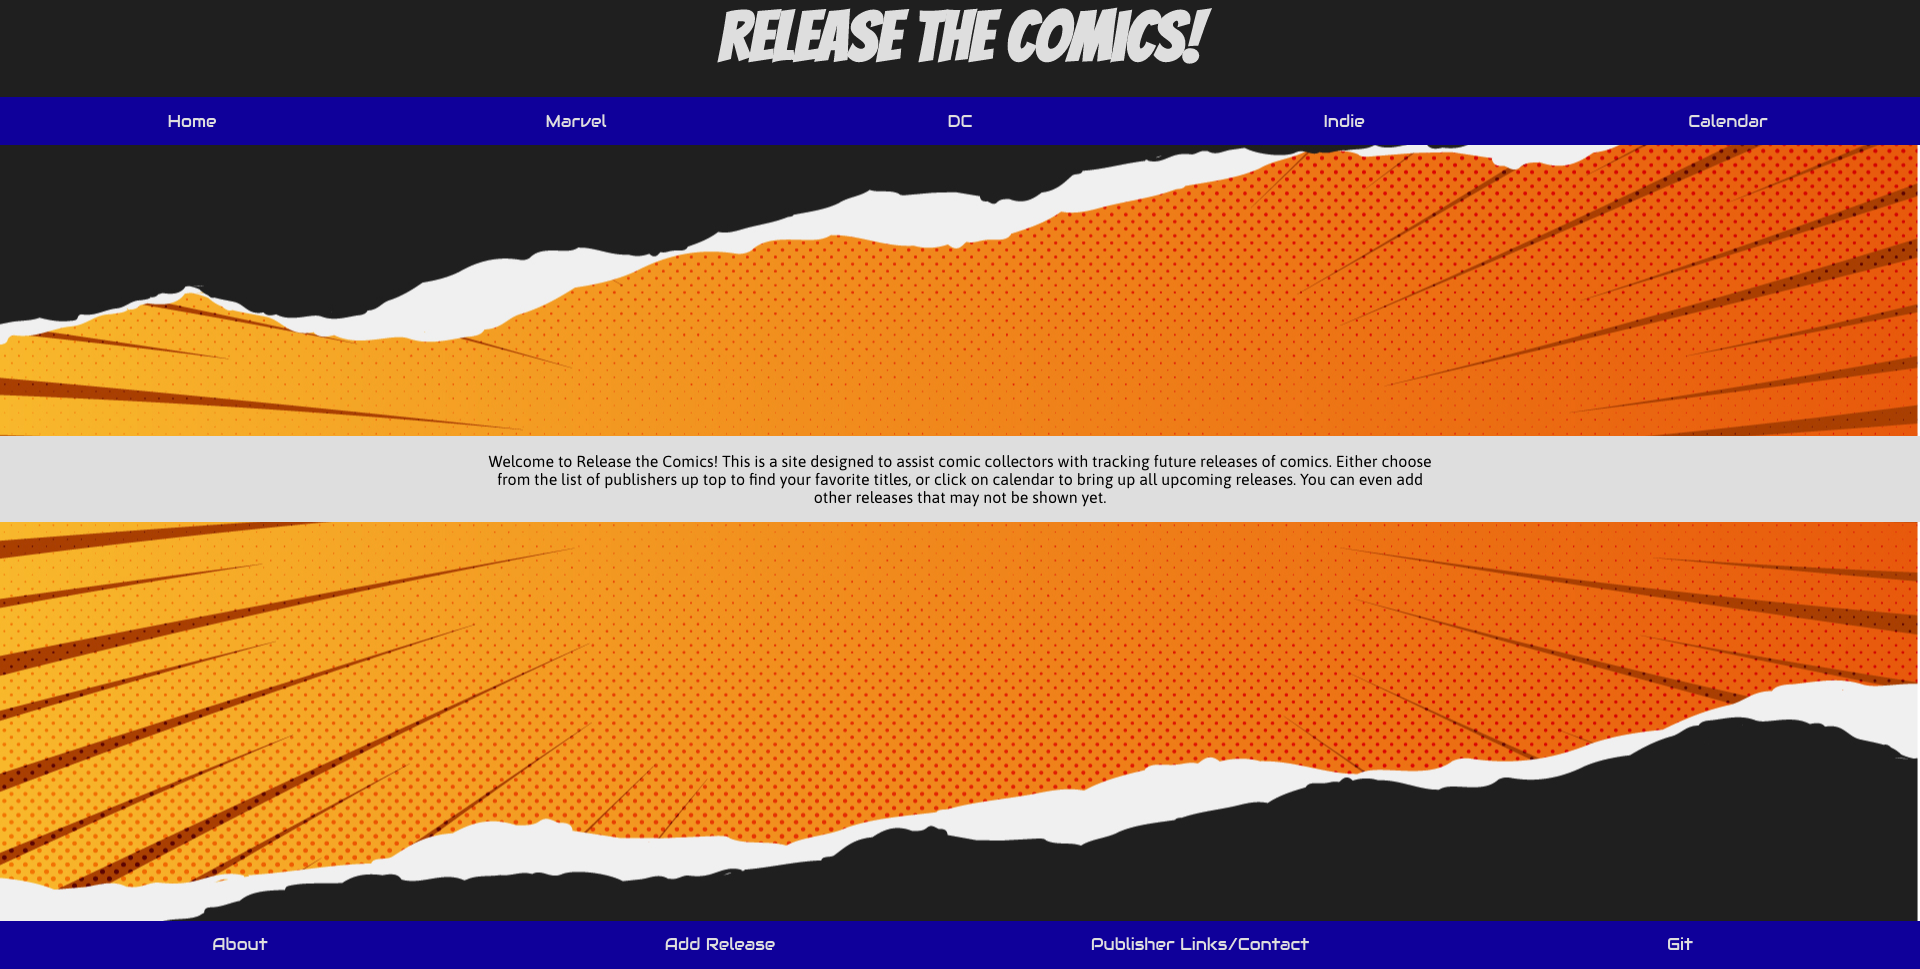 RELEASE THE COMICS!
Home Marvel DC Indie Calendar
Welcome to Release the Comics! This is a site designed to assist comic collectors with tracking future releases of comics. Either choose
from the list of publishers up top to find your favorite titles, or click on calendar to bring up all upcoming releases. You can even add
other releases that may not be shown yet.
About Add Release Publisher Links/Contact Git